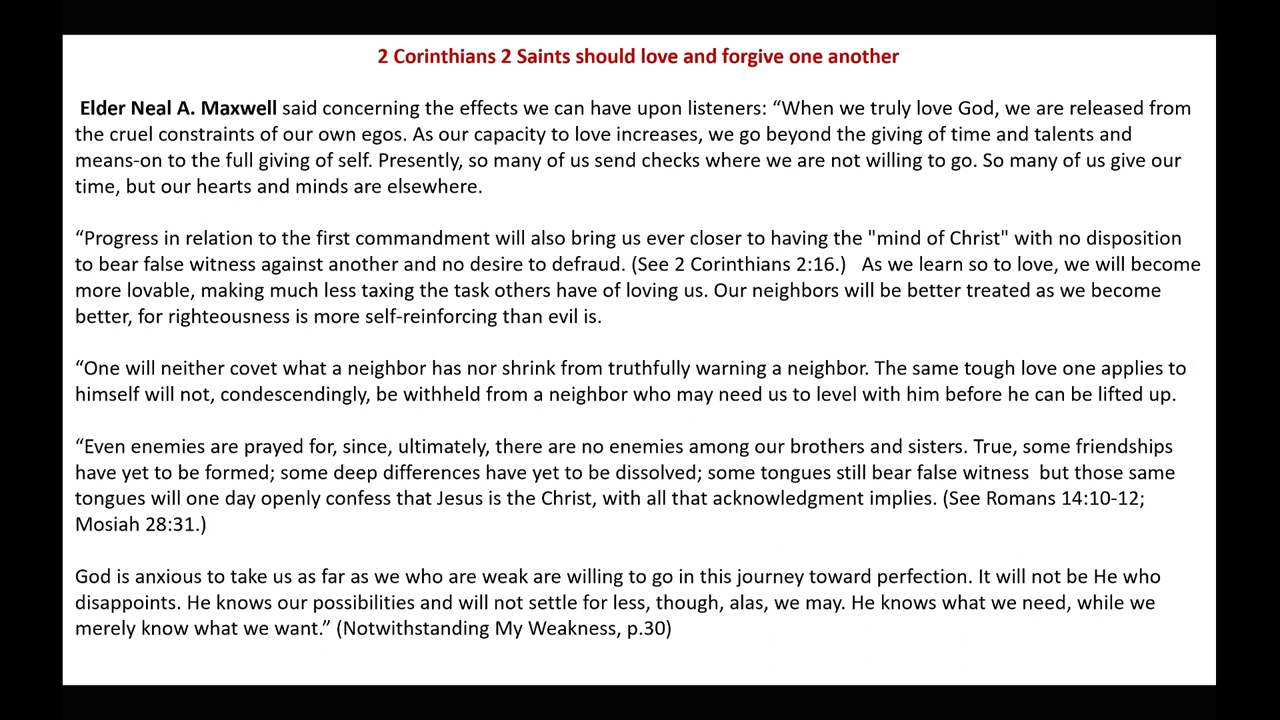 2 Corinthians 2 Saints should love and forgive one another
Elder Neal A. Maxwell said concerning the effects we can have upon listeners: “When we truly love God, we are released from
the cruel constraints of our own egos. As our capacity to love increases, we go beyond the giving of time and talents and
means-on to the full giving of self. Presently, so many of us send checks where we are not willing to go. So many of us give our
time, but our hearts and minds are elsewhere.
“Progress in relation to the first commandment will also bring us ever closer to having the "mind of Christ" with no disposition
to bear false witness against another and no desire to defraud. (See 2 Corinthians 2:16.)   As we learn so to love, we will become
more lovable, making much less taxing the task others have of loving us. Our neighbors will be better treated as we become
better, for righteousness is more self-reinforcing than evil is.
“One will neither covet what a neighbor has nor shrink from truthfully warning a neighbor. The same tough love one applies to
himself will not, condescendingly, be withheld from a neighbor who may need us to level with him before he can be lifted up.
“Even enemies are prayed for, since, ultimately, there are no enemies among our brothers and sisters. True, some friendships
have yet to be formed; some deep differences have yet to be dissolved; some tongues still bear false witness  but those same
tongues will one day openly confess that Jesus is the Christ, with all that acknowledgment implies. (See Romans 14:10-12;
Mosiah 28:31.)
God is anxious to take us as far as we who are weak are willing to go in this journey toward perfection. It will not be He who
disappoints. He knows our possibilities and will not settle for less, though, alas, we may. He knows what we need, while we
merely know what we want.” (Notwithstanding My Weakness, p.30)